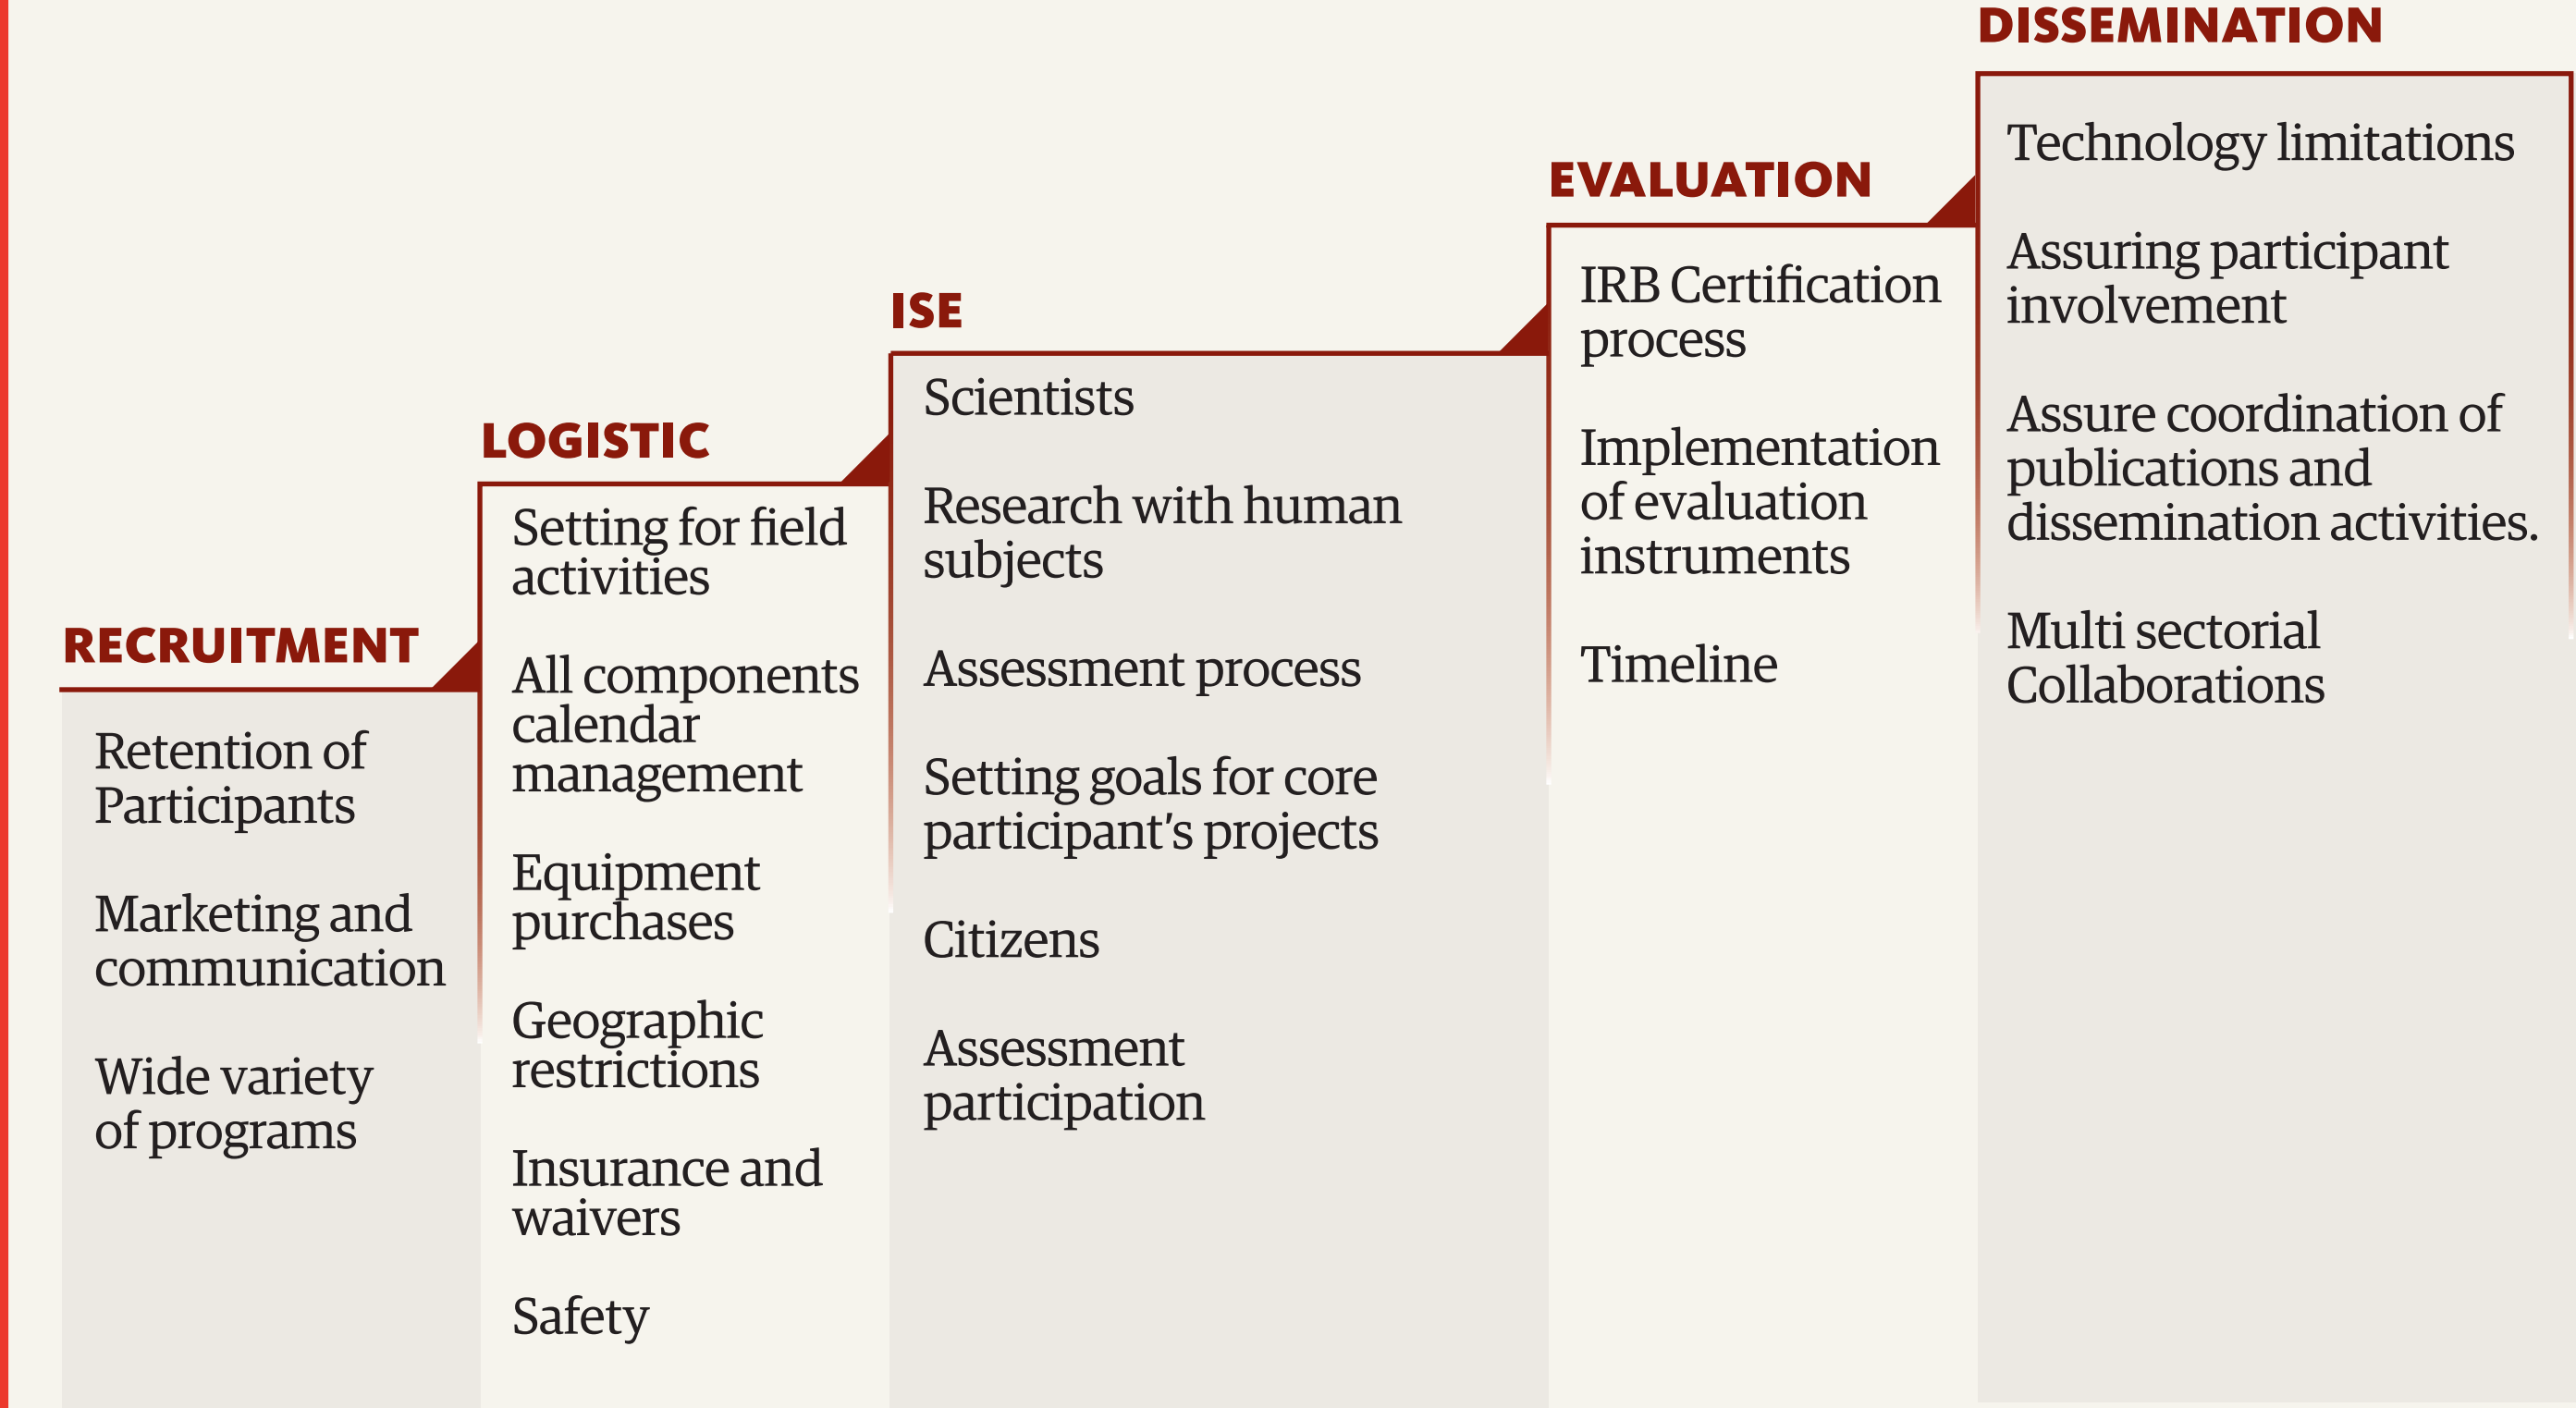 RECRUITMENT
Retention of
Participants
Marketing and
communication
Wide variety
of programs
LOGISTIC
Setting for field
activities
All components
calendar
management
Equipment
purchases
Geographic
restrictions
Insurance and
waivers
Safety
ISE
Scientists
Research with human
subjects
Assessment process
Setting goals for core
participant's projects
Citizens
Assessment
participation
EVALUATION
IRB Certification
process
Implementation
of evaluation
instruments
Timeline
DISSEMINATION
Technology limitations
Assuring participant
involvement
Assure coordination of
publications and
dissemination activities.
Multi sectorial
Collaborations